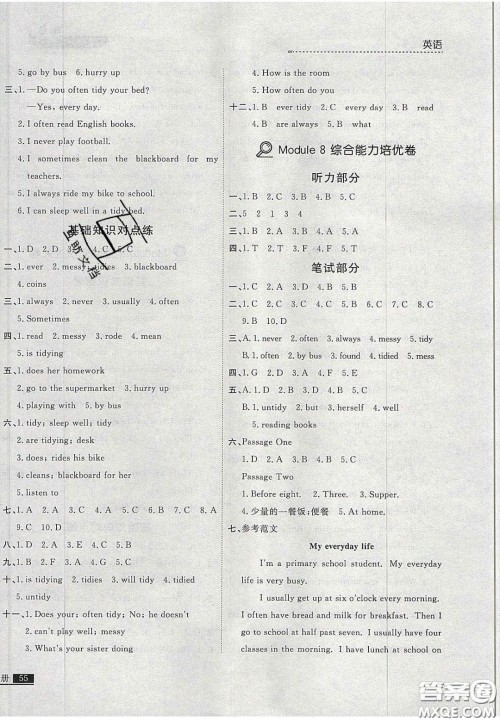 英语
5. go by bus 6. hurry up
三、1. —Do you often tidy your bed?
—Yes, every day.
2. I often read English books.
3. I never play football.
4. I sometimes clean the blackboard for my teachers.
5. I always ride my bike to school.
6. I can sleep well in a tidy bed.
基础知识对点练
一、1. D 2. D 3. 4. C 5. C
二、1. ever 2. messy; tidies 3. blackboard
4. coins
三、1. always 2. never 3. usually 4. often
5. Sometimes
四、1. read 2. messy 3. rode 4. mean
5. is tidying
五、1. does her homework
2. go to the supermarket 3. hurry up
4. playing with 5. by bus
六、1. tidy; sleep well; tidy
2. are tidying; desk
3. does; rides his bike
4. cleans; blackboard for her
5. listen to
七、1. A 2. A 3. A 4. C 5. B 6. C 7. C 8. A
9. C 10. D
八、1. D 2. D 3. A 4. E 5. B
九、1. A 2. D 3. C 4. B 5. C
十、1. is tidying 2. tidies 3. will tidy 4. tidied
十一、1. Does; often tidy; No; he doesn't
2. can't play well; messy
3. What's your sister doing
4. How is the room
5. What are you going to do
十二、1. B ever tidy 2. C every day 3. B read
4. B are always
Module 8 综合能力培优卷
听力部分
一、1. B 2. C 3. B 4. A 5. C
二、5 2 1 3 4
三、1. B 2. A 3. C 4. B 5. A
四、1. T 2. T 3. F 4. F 5. F
笔试部分
一、1. D 2. C 3. D 4. B 5. A
二、1. D 2. C 3. A 4. D 5. C 6. C 7. B 8. C
9. B 10. D
三、A. 1. never 2. often 3. always 4. messy 5. tidy
B. 1. tidying 2. by 3. found 4. tidied 5. tidy
四、1. G 2. D 3. F 4. E 5. B
五、A. 1. D 2. A 3. C 4. B 5. C
B. 1. untidy 2. but 3. herself 4. well
5. reading books
六、Passage One
1. D 2. A 3. C 4. B 5. C
Passage Two
1. Before eight. 2. Four. 3. C
4. 少量的一餐饭;便餐 5. At home.
七、参考范文
My everyday life
I'm a primary school student. My everyday life is very busy.
I usually get up at six o'clock every morning. I often have bread and milk for breakfast. Then I go to school. I usually have four classes in the morning. I have lunch at school on
册 55
答案圈
MXQE.COM